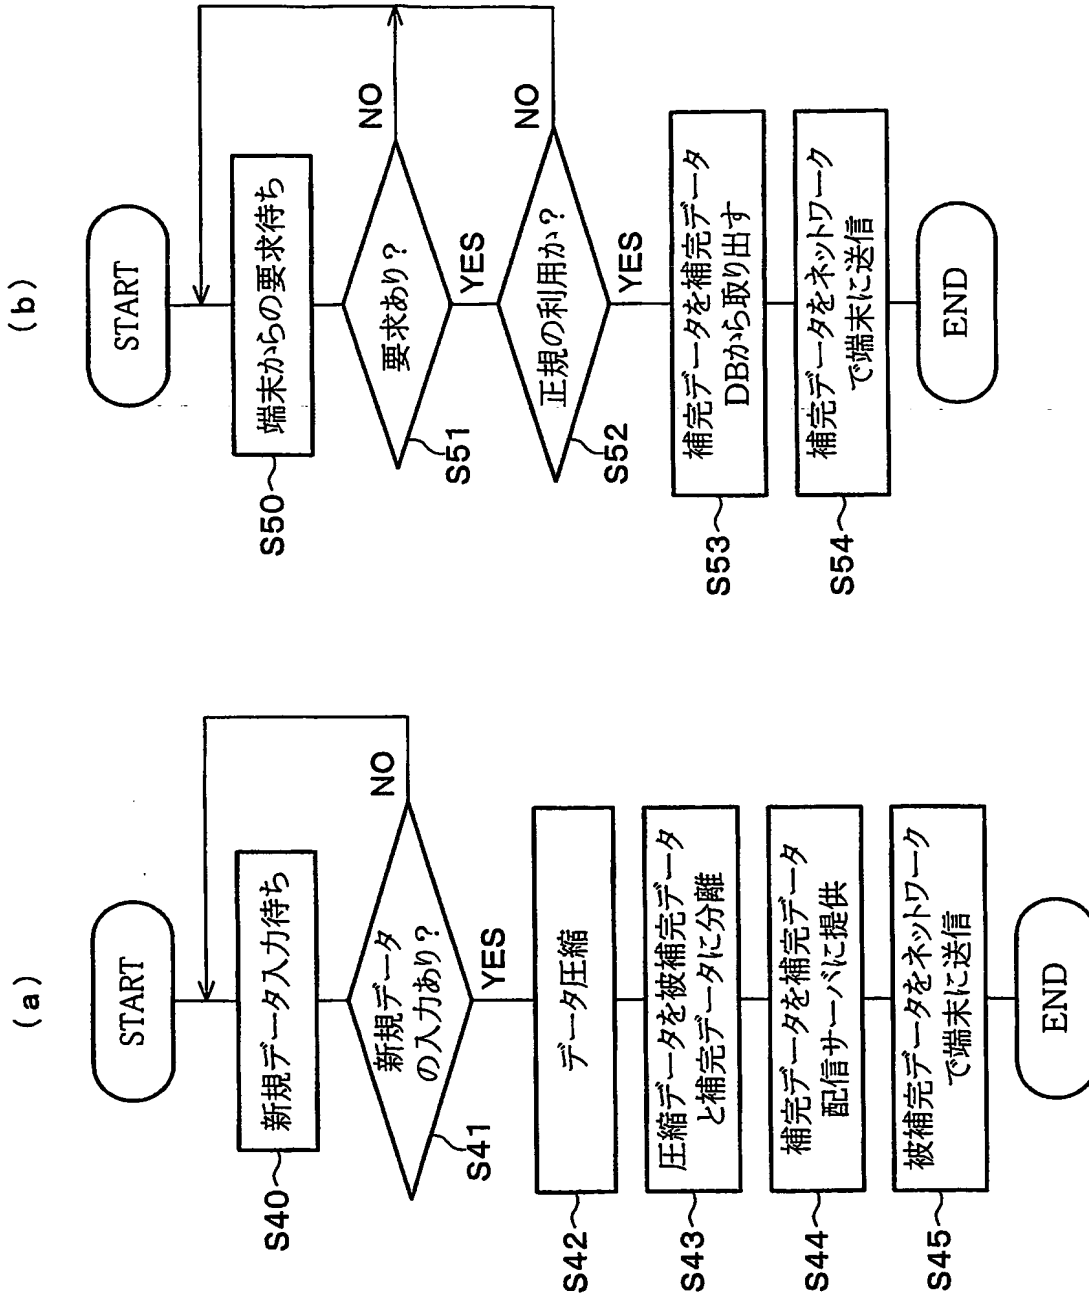 (a)
START
新規データ入力待ち
S40
新規データ
の入力あり？
NO
S41
YES
データ圧縮
S42
圧縮データを被補完データ
と補完データに分離
S43
補完データを補完データ
配信サーバに提供
S44
被補完データをネットワーク
で端末に送信
S45
END
(b)
START
端末からの要求待ち
S50
要求あり？
NO
S51
YES
正規の利用か？
NO
S52
YES
補完データを補完データ
DBから取り出す
S53
補完データをネットワーク
で端末に送信
S54
END